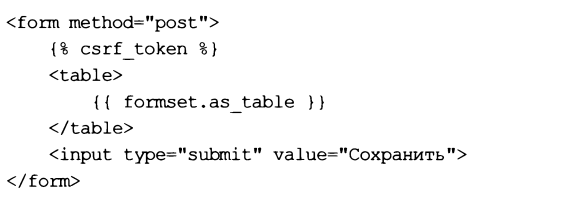 <form method="post">
    {% csrf_token %}
    <table>
        {{ formset.as_table }}
    </table>
    <input type="submit" value="Сохранить">
</form>